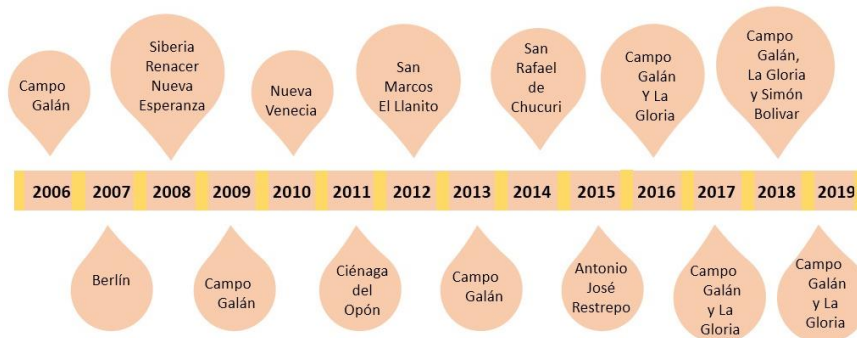 Campo
Galán
Siberia
Renacer
Nueva
Esperanza
Nueva
Venecia
San
Marcos
El Llanito
San
Rafael
de
Chucuri
Campo
Galán
Y La
Gloria
Campo
Galán,
La Gloria
y Simón
Bolivar
2006 2007 2008 2009 2010 2011 2012 2013 2014 2015 2016 2017 2018 2019
Berlín
Campo
Galán
Ciénaga
del
Opón
Campo
Galán
Antonio
José
Restrepo
Campo
Galán
y La
Gloria
Campo
Galán
y La
Gloria